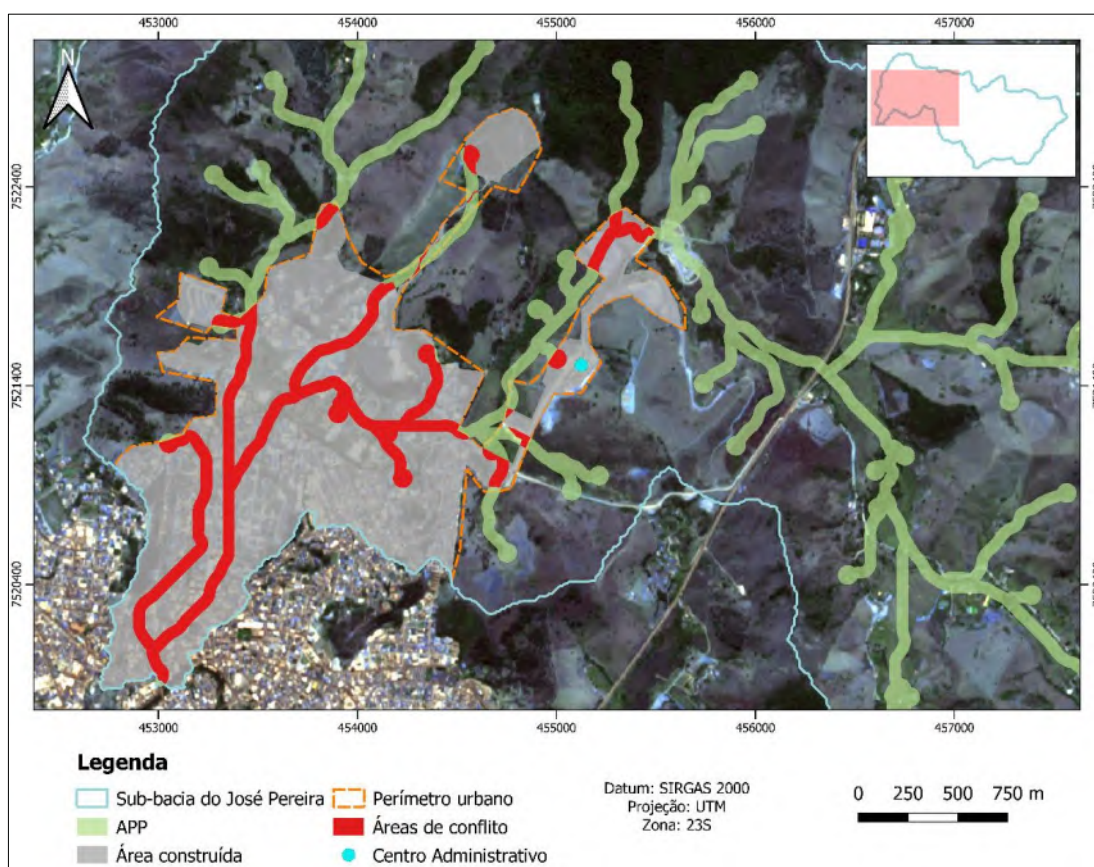 453000 454000 455000 456000 457000
N
7522400
7521400
7520400
453000 454000 455000 456000 457000
Legenda
Sub-bacia do José Pereira
Perímetro urbano
APP
Áreas de conflito
Área construída
Centro Administrativo
Datum: SIRGAS 2000
Projeção: UTM
Zona: 23S
0 250 500 750 m